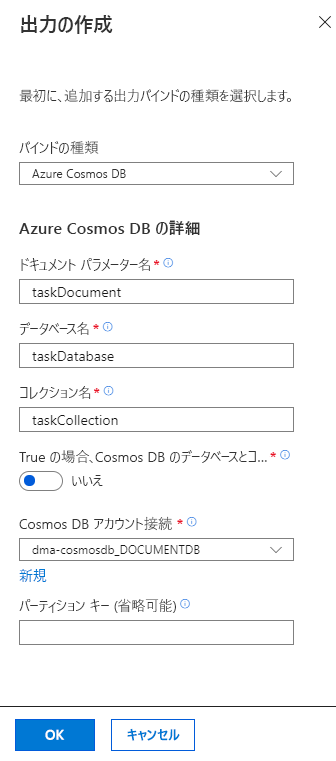 出力の作成
最初に、追加する出力バインドの種類を選択します。
バインドの種類
Azure Cosmos DB
Azure Cosmos DB の詳細
ドキュメント パラメーター名 *
taskDocument
データベース名 *
taskDatabase
コレクション名 *
taskCollection
True の場合、Cosmos DB のデータベースとコ... *
いいえ
Cosmos DB アカウント接続 *
dma-cosmosdb_DOCUMENTDB
新規
パーティション キー (省略可能)
OK キャンセル